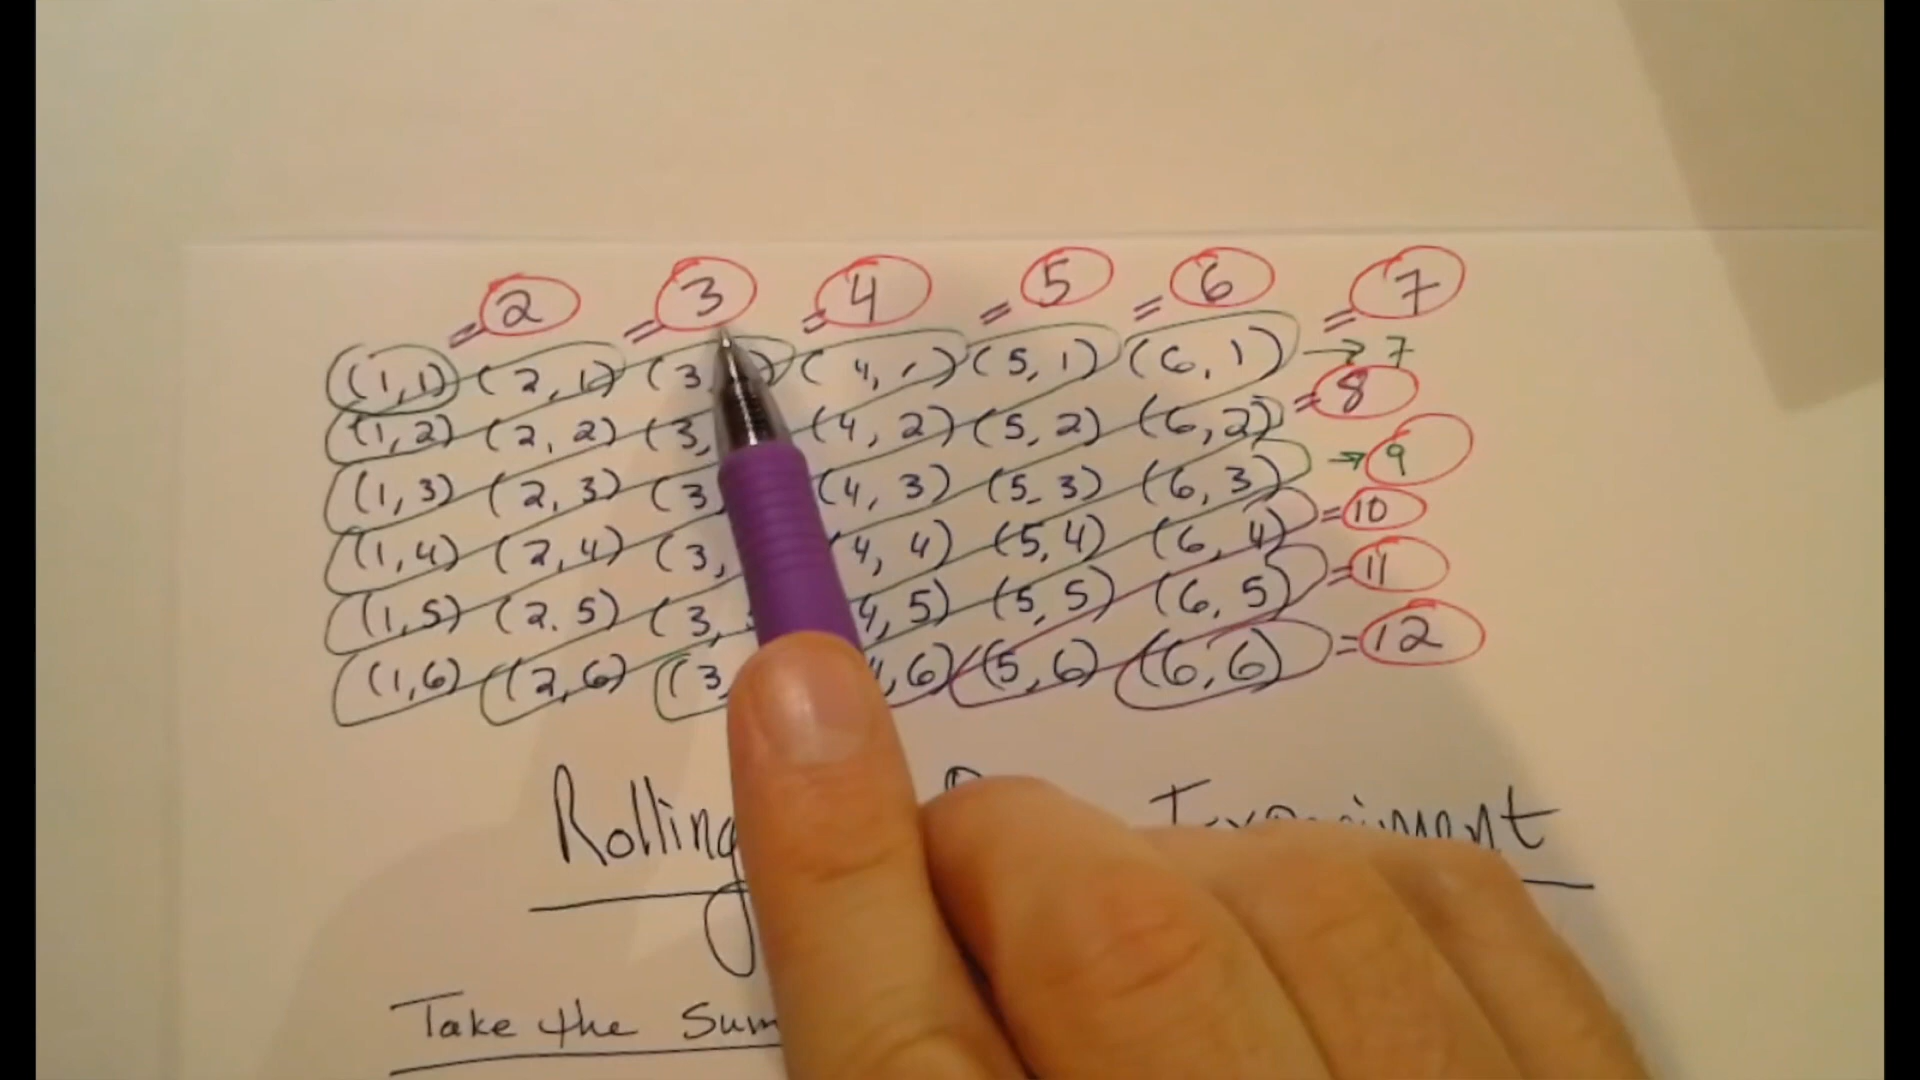 = 2 = 3 = 4 = 5 = 6 = 7
(1,1) (2,1) (3, (4, (5,1) (6,1) → 7
(1,2) (2,2) (3, (4,2) (5,2) (6,2) = 8
(1,3) (2,3) (3, (4,3) (5,3) (6,3) → 9
(1,4) (2,4) (3, 4,4) (5,4) (6,4) = 10
(1,5) (2.5) (3, 4,5) (5,5) (6,5) = 11
(1,6) (2,6) (3, ,6) (5,6) (6,6) = 12
Rolling
Take the Sum